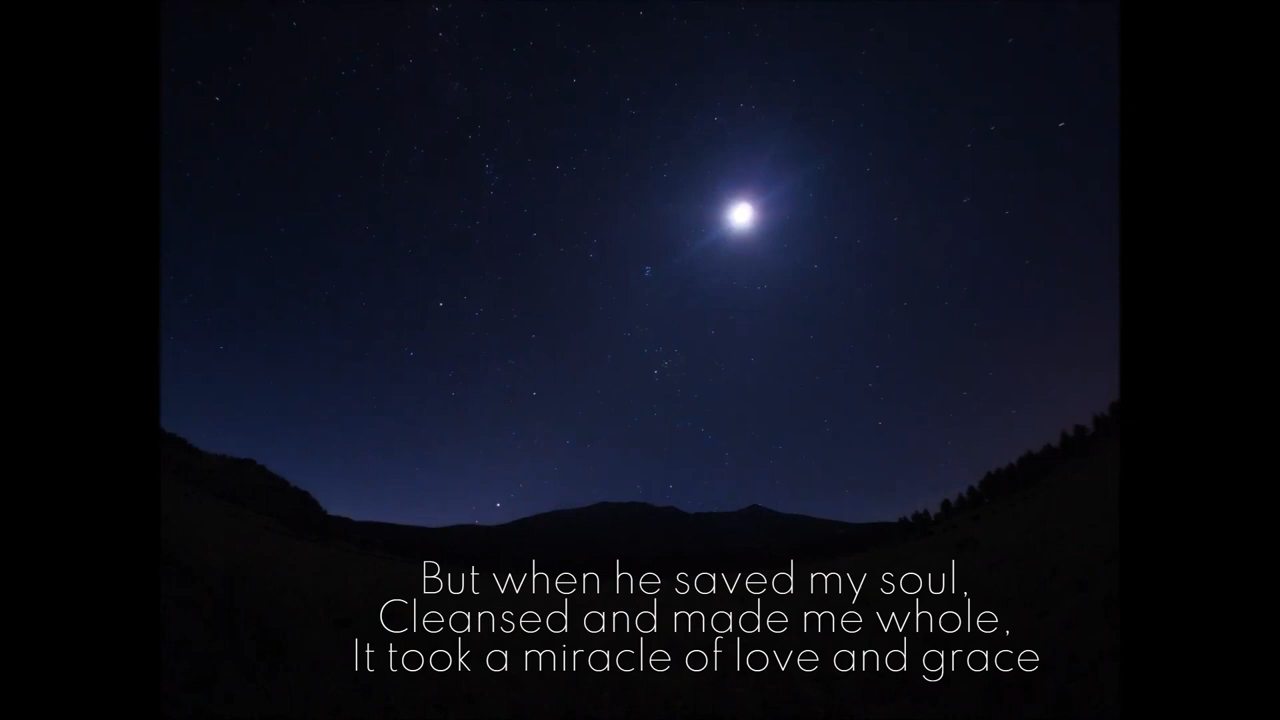 But when he saved my soul,
Cleansed and made me whole,
It took a miracle of love and grace